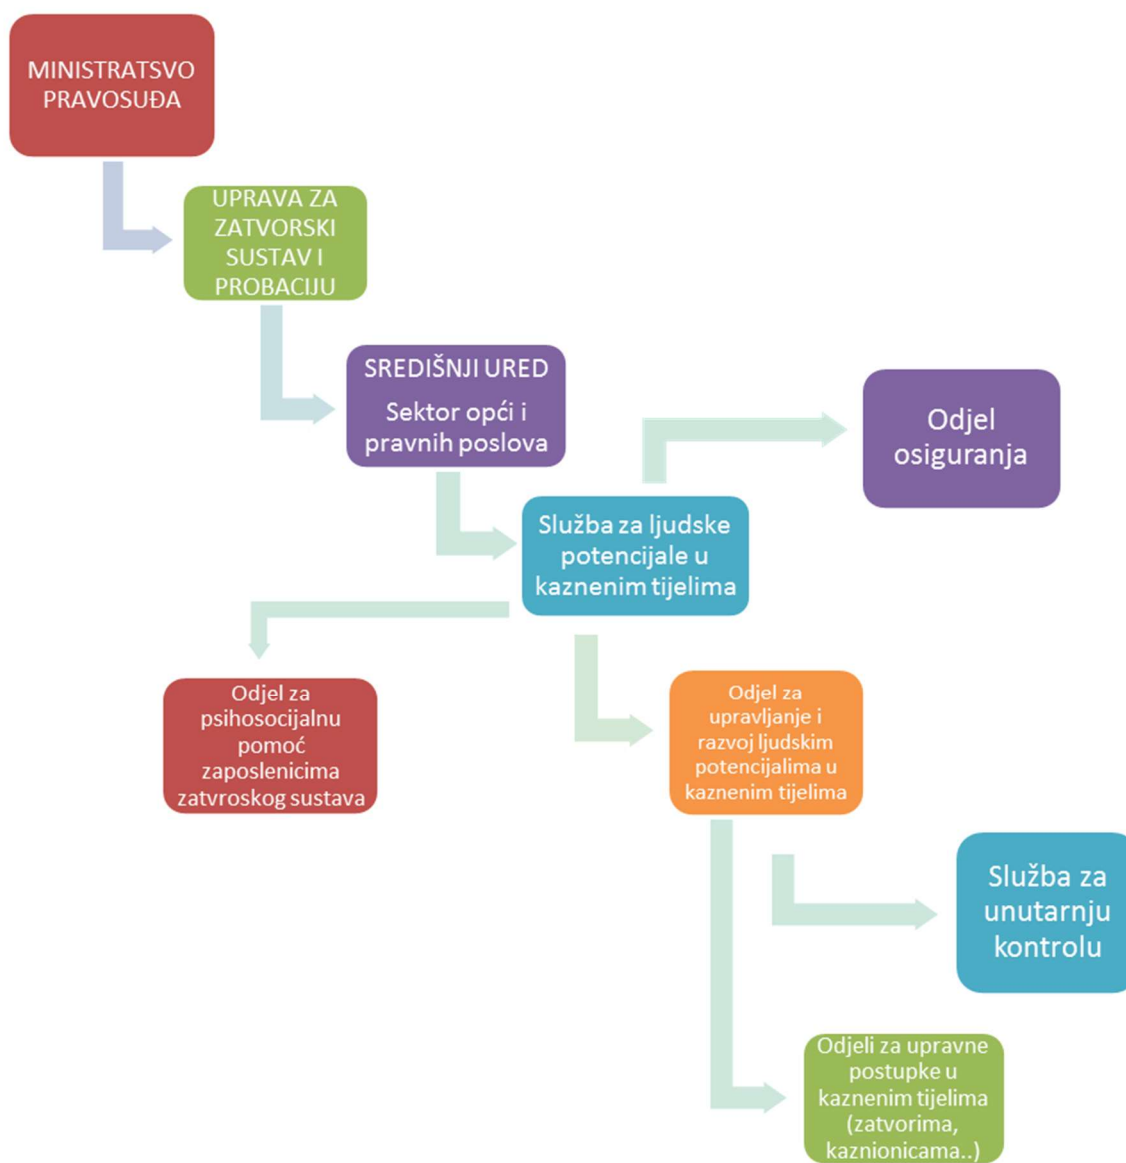 MINISTRATSVO
PRAVOSUĐA
UPRAVA ZA
ZATVORSKI
SUSTAV I
PROBACIJU
SREDIŠNJI URED
Sektor opći i
pravnih poslova
Odjel
osiguranja
Služba za ljudske
potencijale u
kaznenim tijelima
Odjel za
psihosocijalnu
pomoć
zaposlenicima
zatvroskog sustava
Odjel za
upravljanje i
razvoj ljudskim
potencijalima u
kaznenim tijelima
Služba za
unutarnju
kontrolu
Odjeli za upravne
postupke u
kaznenim tijelima
(zatvorima,
kaznionicama..)